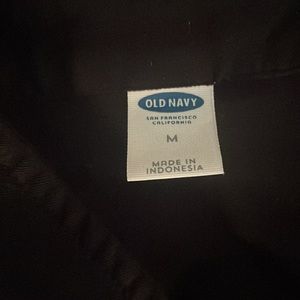 OLD NAVY
SAN FRANCISCO
CALIFORNIA
M
MADE IN
INDONESIA